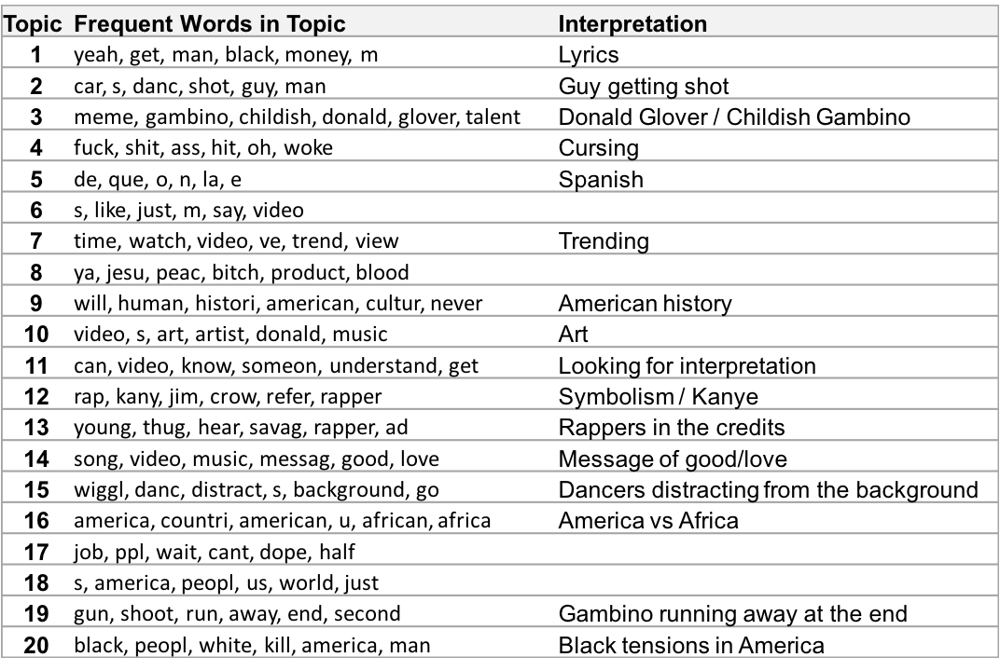 Topic Frequent Words in Topic Interpretation
1 yeah, get, man, black, money, m Lyrics
2 car, s, danc, shot, guy, man Guy getting shot
3 meme, gambino, childish, donald, glover, talent Donald Glover / Childish Gambino
4 fuck, shit, ass, hit, oh, woke Cursing
5 de, que, o, n, la, e Spanish
6 s, like, just, m, say, video
7 time, watch, video, ve, trend, view Trending
8 ya, jesu, peac, bitch, product, blood
9 will, human, histori, american, cultur, never American history
10 video, s, art, artist, donald, music Art
11 can, video, know, someon, understand, get Looking for interpretation
12 rap, kany, jim, crow, refer, rapper Symbolism / Kanye
13 young, thug, hear, savag, rapper, ad Rappers in the credits
14 song, video, music, messag, good, love Message of good/love
15 wiggl, danc, distract, s, background, go Dancers distracting from the background
16 america, countri, american, u, african, africa America vs Africa
17 job, ppl, wait, cant, dope, half
18 s, america, peopl, us, world, just
19 gun, shoot, run, away, end, second Gambino running away at the end
20 black, peopl, white, kill, america, man Black tensions in America